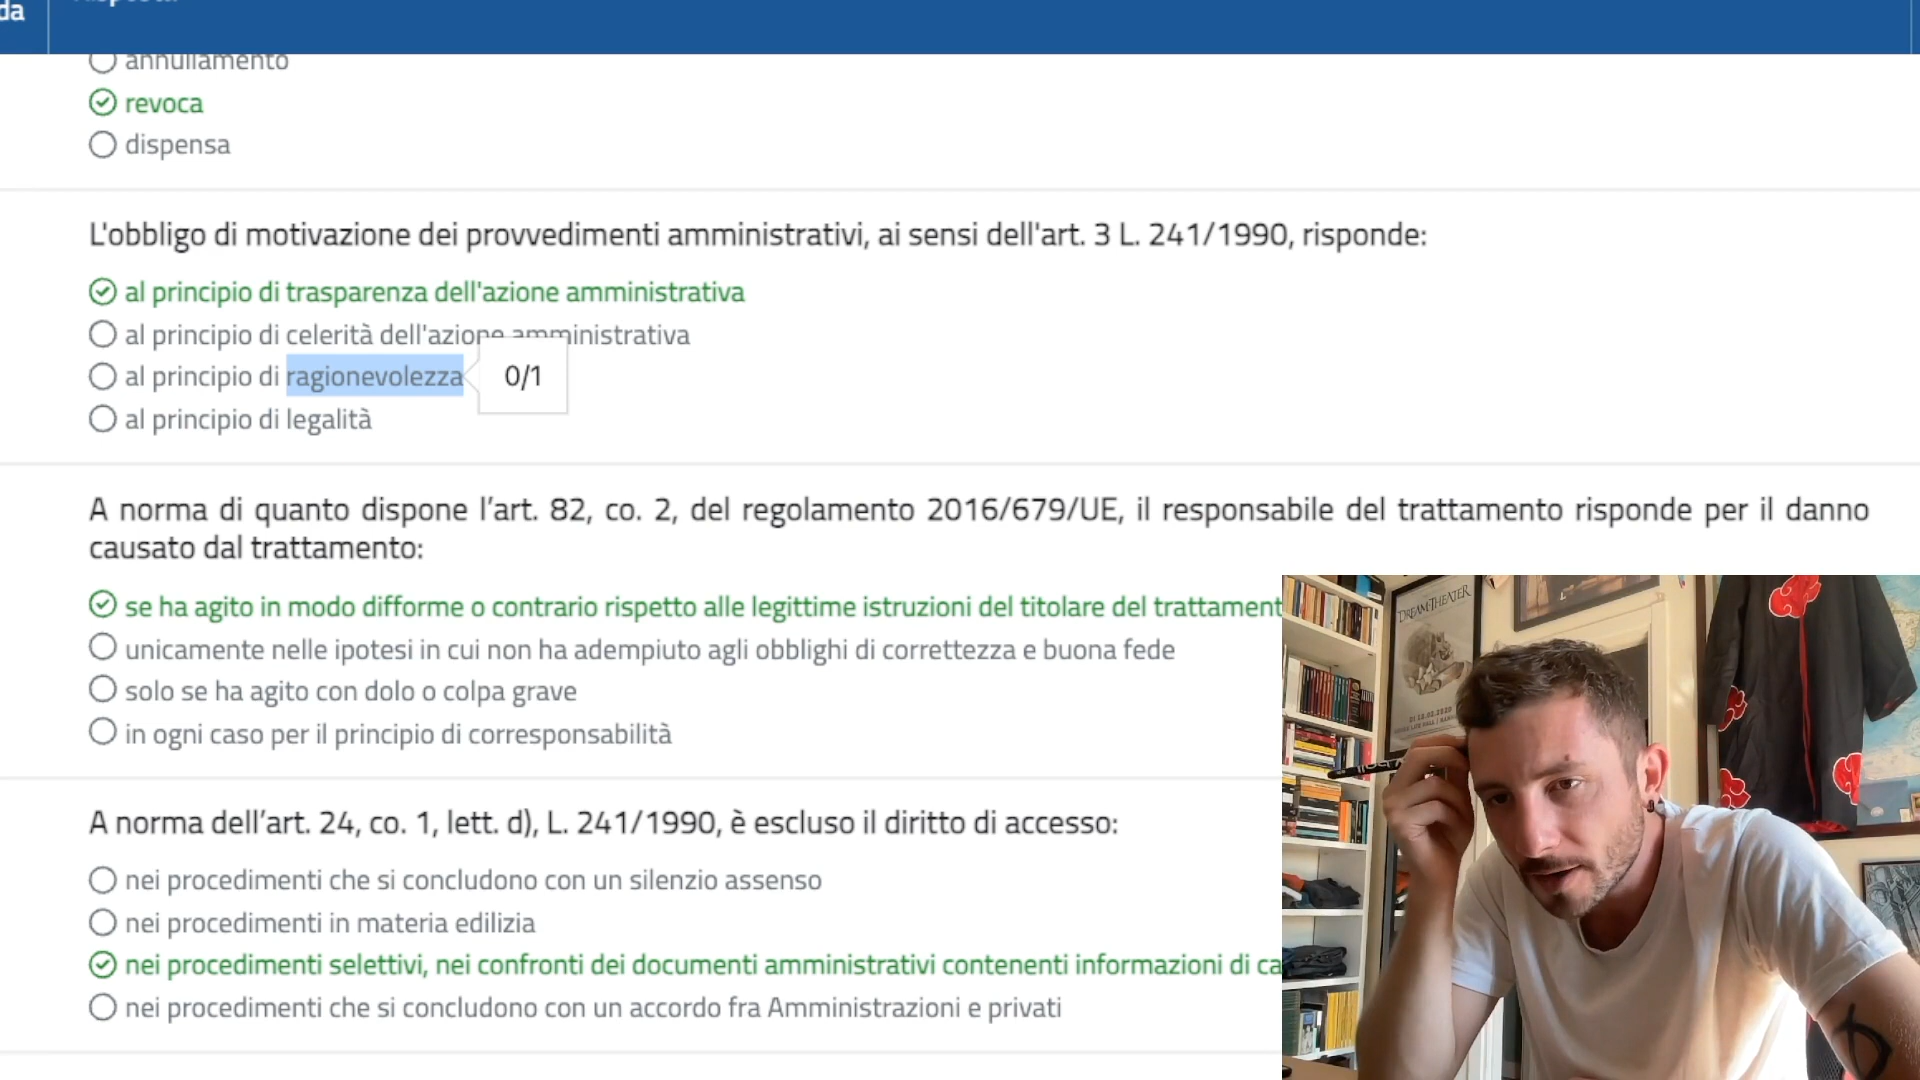 da
annullamento
revoca
dispensa
L'obbligo di motivazione dei provvedimenti amministrativi, ai sensi dell'art. 3 L. 241/1990, risponde:
al principio di trasparenza dell'azione amministrativa
al principio di celerità dell'azione amministrativa
al principio di ragionevolezza
0/1
al principio di legalità
A norma di quanto dispone l’art. 82, co. 2, del regolamento 2016/679/UE, il responsabile del trattamento risponde per il danno
causato dal trattamento:
se ha agito in modo difforme o contrario rispetto alle legittime istruzioni del titolare del trattament
unicamente nelle ipotesi in cui non ha adempiuto agli obblighi di correttezza e buona fede
solo se ha agito con dolo o colpa grave
in ogni caso per il principio di corresponsabilità
A norma dell’art. 24, co. 1, lett. d), L. 241/1990, è escluso il diritto di accesso:
nei procedimenti che si concludono con un silenzio assenso
nei procedimenti in materia edilizia
nei procedimenti selettivi, nei confronti dei documenti amministrativi contenenti informazioni di ca
nei procedimenti che si concludono con un accordo fra Amministrazioni e privati
DREAM THEATER